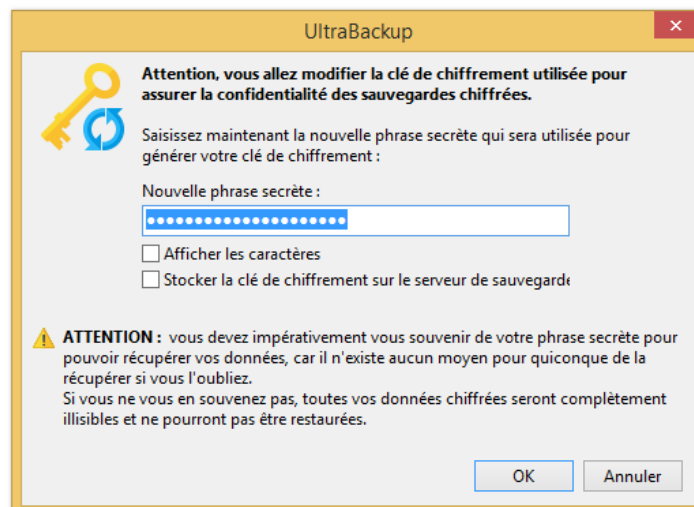 UltraBackup
Attention, vous allez modifier la clé de chiffrement utilisée pour
assurer la confidentialité des sauvegardes chiffrées.
Saisissez maintenant la nouvelle phrase secrète qui sera utilisée pour
générer votre clé de chiffrement :
Nouvelle phrase secrète :
●●●●●●●●●●●●●●●●●●●●●
Afficher les caractères
Stocker la clé de chiffrement sur le serveur de sauvegarde
ATTENTION : vous devez impérativement vous souvenir de votre phrase secrète pour
pouvoir récupérer vos données, car il n'existe aucun moyen pour quiconque de la
récupérer si vous l'oubliez.
Si vous ne vous en souvenez pas, toutes vos données chiffrées seront complètement
illisibles et ne pourront pas être restaurées.
OK Annuler